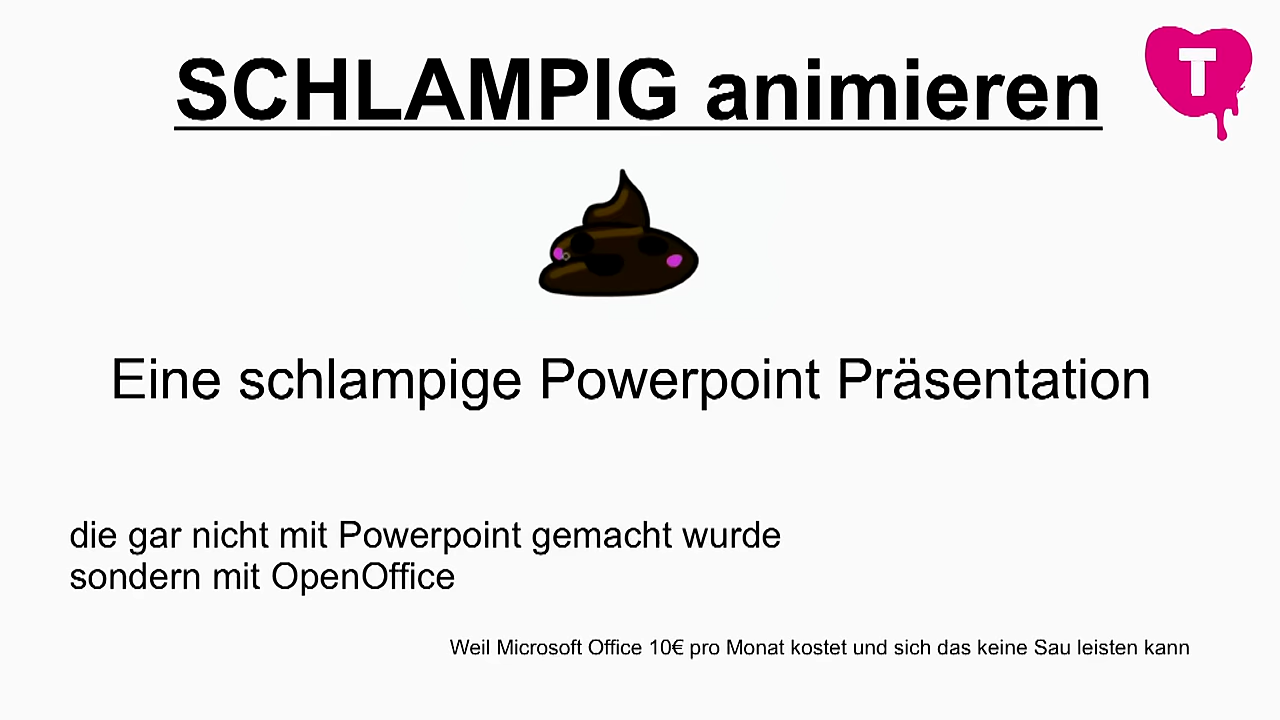 SCHLAMPIG animieren
T
Eine schlampige Powerpoint Präsentation
die gar nicht mit Powerpoint gemacht wurde
sondern mit OpenOffice
Weil Microsoft Office 10€ pro Monat kostet und sich das keine Sau leisten kann